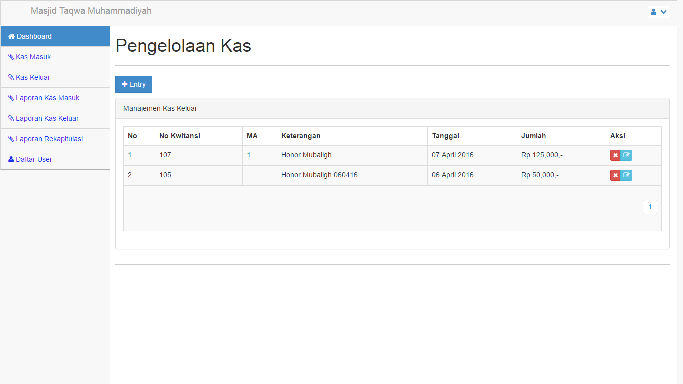 Masjid Taqwa Muhammadiyah
Dashboard
Kas Masuk
Kas Keluar
Laporan Kas Masuk
Laporan Kas Keluar
Laporan Rekapitulasi
Daftar User
Pengelolaan Kas
Entry
Manajemen Kas Keluar
No No Kwitansi MA Keterangan Tanggal Jumlah Aksi
1 107 1 Honor Mubaligh 07 April 2016 Rp 125,000,-
2 105 Honor Mubaligh 060416 06 April 2016 Rp 50,000,-
1